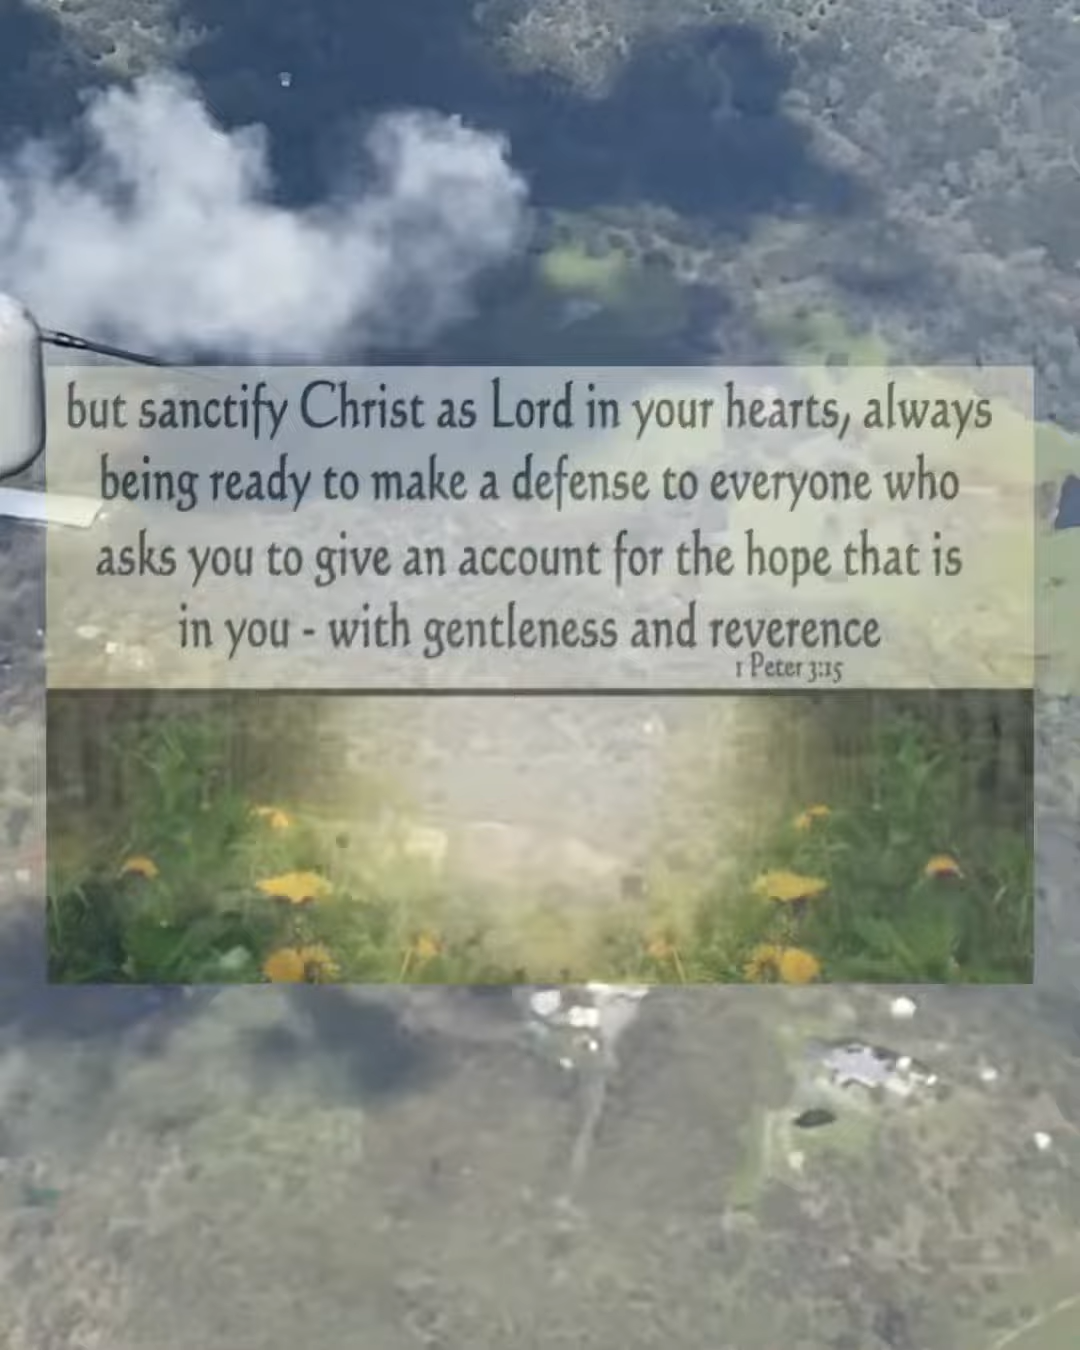 but sanctify Christ as Lord in your hearts, always
being ready to make a defense to everyone who
asks you to give an account for the hope that is
in you - with gentleness and reverence
1 Peter 3:15